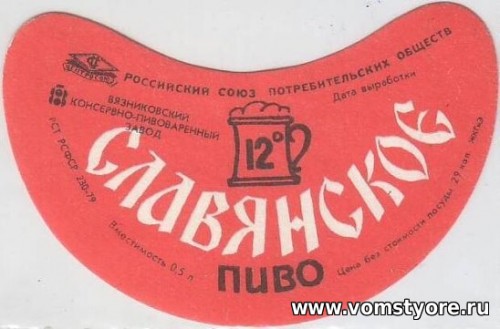 ЦЕНТРОСОЮЗ
РОССИЙСКИЙ СОЮЗ ПОТРЕБИТЕЛЬСКИХ ОБЩЕСТВ
Дата выработки
ВЯЗНИКОВСКИЙ
КОНСЕРВНО-ПИВОВАРЕННЫЙ
ЗАВОД
РСТ РСФСР 230-79
12°
СЛАВЯНСКОЕ
ПИВО
Вместимость 0,5 л
Цена без стоимости посуды 29 коп.
www.vomstyore.ru